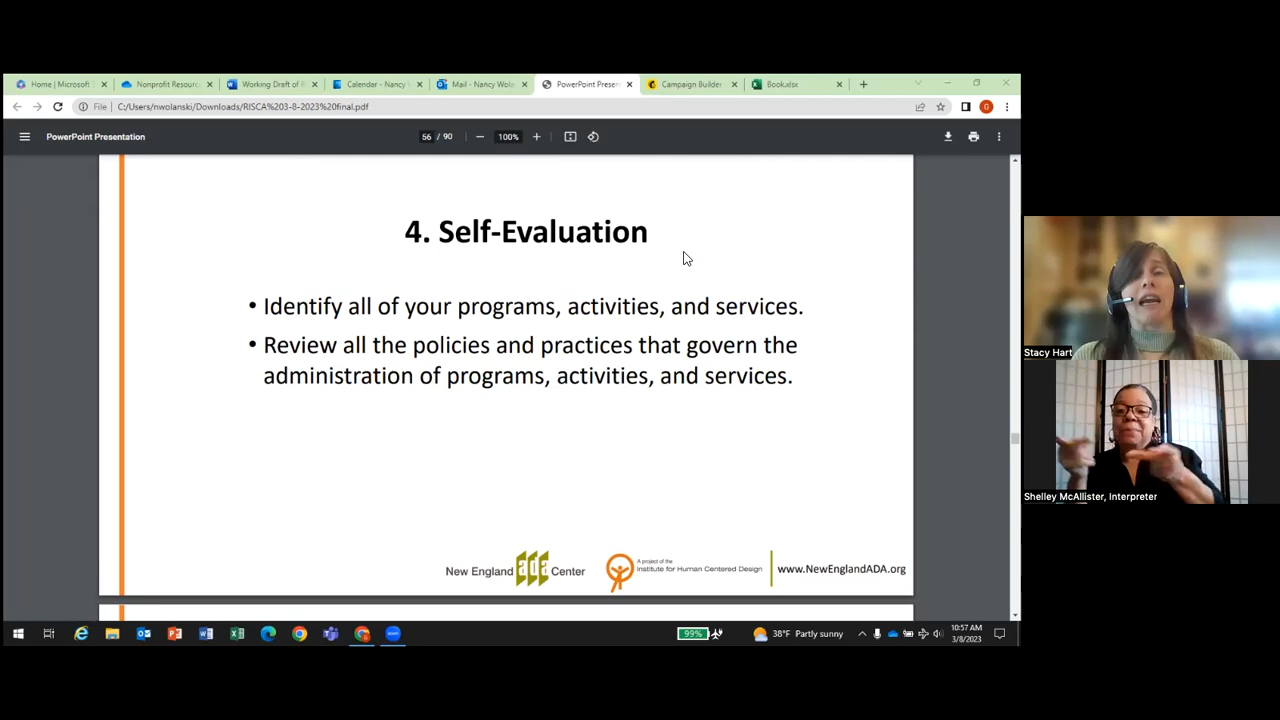 Home | Microsoft
Nonprofit Resourc
Working Draft of
Calendar - Nancy
Mail - Nancy Wola
PowerPoint Presen
Campaign Builder
Book.xlsx
File
C:/Users/nwolanski/Downloads/RISCA%203-8-2023%20final.pdf
PowerPoint Presentation
56 / 90
100%
4. Self-Evaluation
• Identify all of your programs, activities, and services.
• Review all the policies and practices that govern the
administration of programs, activities, and services.
New England ada Center
A project of the
Institute for Human Centered Design
www.NewEnglandADA.org
Stacy Hart
Shelley McAllister, Interpreter
99%
38°F Partly sunny
10:57 AM
3/8/2023